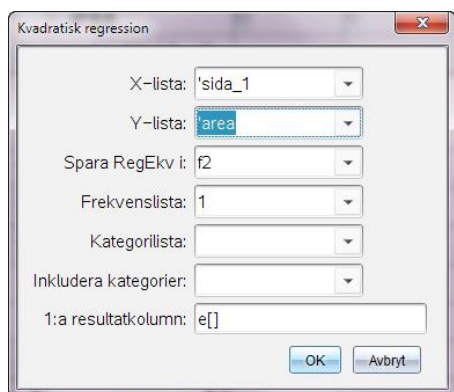 Kvadratisk regression
X-lista: 'sida_1
Y-lista: 'area
Spara RegEkv i: f2
Frekvenslista: 1
Kategorilista:
Inkludera kategorier:
1:a resultatkolumn: e[]
OK Avbryt